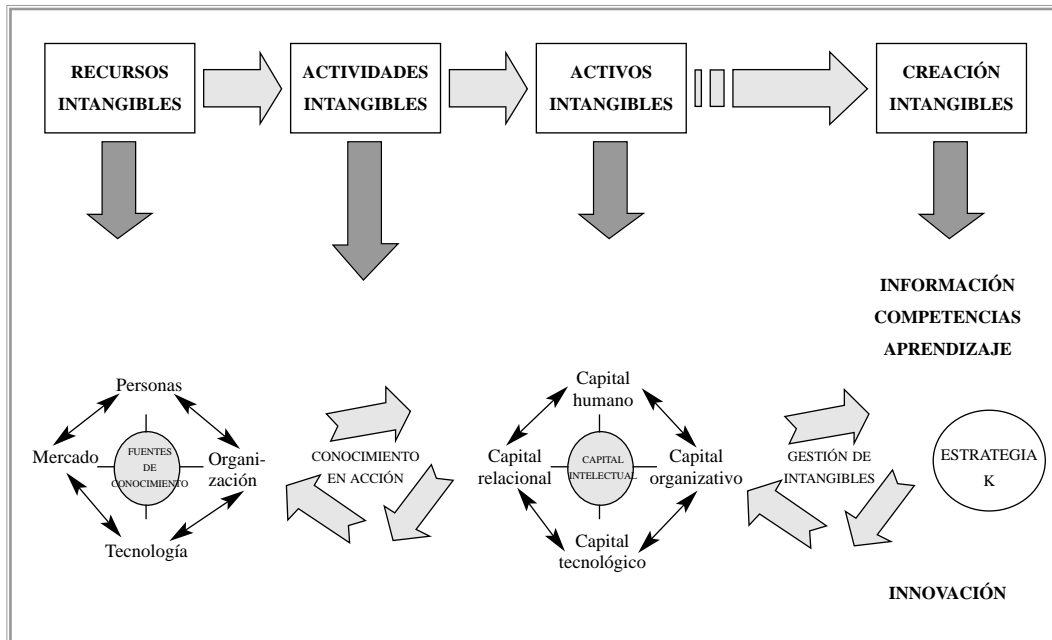 RECURSOS
INTANGIBLES
ACTIVIDADES
INTANGIBLES
ACTIVOS
INTANGIBLES
CREACIÓN
INTANGIBLES
INFORMACIÓN
COMPETENCIAS
APRENDIZAJE
Personas
Mercado
FUENTES
DE
CONOCIMIENTO
Organi-
zación
Tecnología
CONOCIMIENTO
EN ACCIÓN
Capital
humano
Capital
relacional
CAPITAL
INTELECTUAL
Capital
organizativo
Capital
tecnológico
GESTIÓN DE
INTANGIBLES
ESTRATEGIA
K
INNOVACIÓN